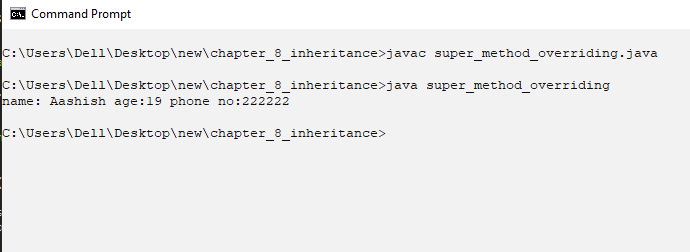 Command Prompt
C:\Users\Dell\Desktop\new\chapter_8_inheritance>javac super_method_overriding.java
C:\Users\Dell\Desktop\new\chapter_8_inheritance>java super_method_overriding
name: Aashish age:19 phone no:222222
C:\Users\Dell\Desktop\new\chapter_8_inheritance>